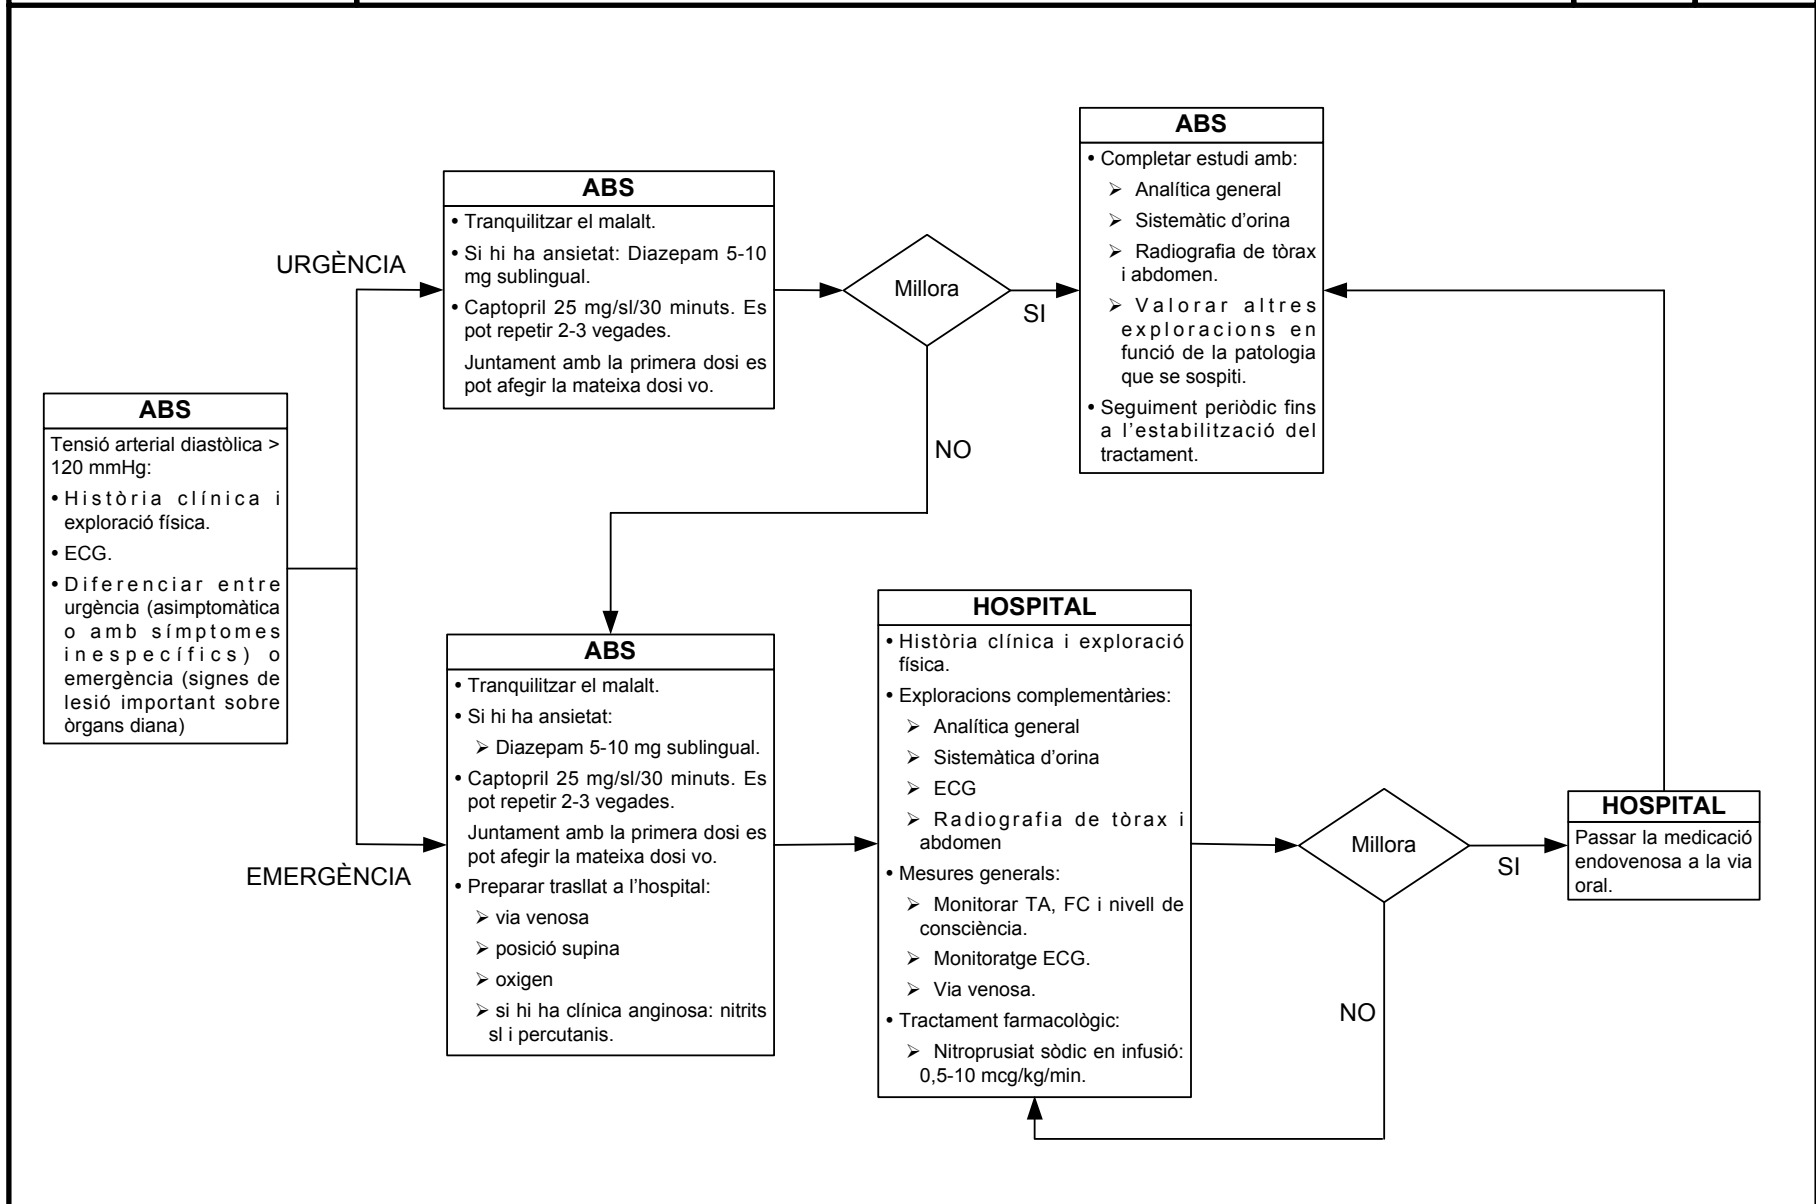 ABS
Tensió arterial diastòlica >
120 mmHg:
• Història clínica i
exploració física.
• ECG.
• Diferenciar entre
urgència (asimptomàtica
o amb símptomes
inespecífics) o
emergència (signes de
lesió important sobre
òrgans diana)
URGÈNCIA
ABS
• Tranquilitzar el malalt.
• Si hi ha ansietat: Diazepam 5-10
mg sublingual.
• Captopril 25 mg/sl/30 minuts. Es
pot repetir 2-3 vegades.
Juntament amb la primera dosi es
pot afegir la mateixa dosi vo.
Millora
SI
NO
ABS
• Completar estudi amb:
➢ Analítica general
➢ Sistemàtic d’orina
➢ Radiografia de tòrax
i abdomen.
➢ Valorar altres
exploracions en
funció de la patologia
que se sospiti.
• Seguiment periòdic fins
a l’estabilització del
tractament.
EMERGÈNCIA
ABS
• Tranquilitzar el malalt.
• Si hi ha ansietat:
➢ Diazepam 5-10 mg sublingual.
• Captopril 25 mg/sl/30 minuts. Es
pot repetir 2-3 vegades.
Juntament amb la primera dosi es
pot afegir la mateixa dosi vo.
• Preparar trasllat a l’hospital:
➢ via venosa
➢ posició supina
➢ oxigen
➢ si hi ha clínica anginosa: nitrits
sl i percutanis.
HOSPITAL
• Història clínica i exploració
física.
• Exploracions complementàries:
➢ Analítica general
➢ Sistemàtica d’orina
➢ ECG
➢ Radiografia de tòrax i
abdomen
• Mesures generals:
➢ Monitorar TA, FC i nivell de
consciència.
➢ Monitoratge ECG.
➢ Via venosa.
• Tractament farmacològic:
➢ Nitroprusiat sòdic en infusió:
0,5-10 mcg/kg/min.
Millora
SI
NO
HOSPITAL
Passar la medicació
endovenosa a la via
oral.